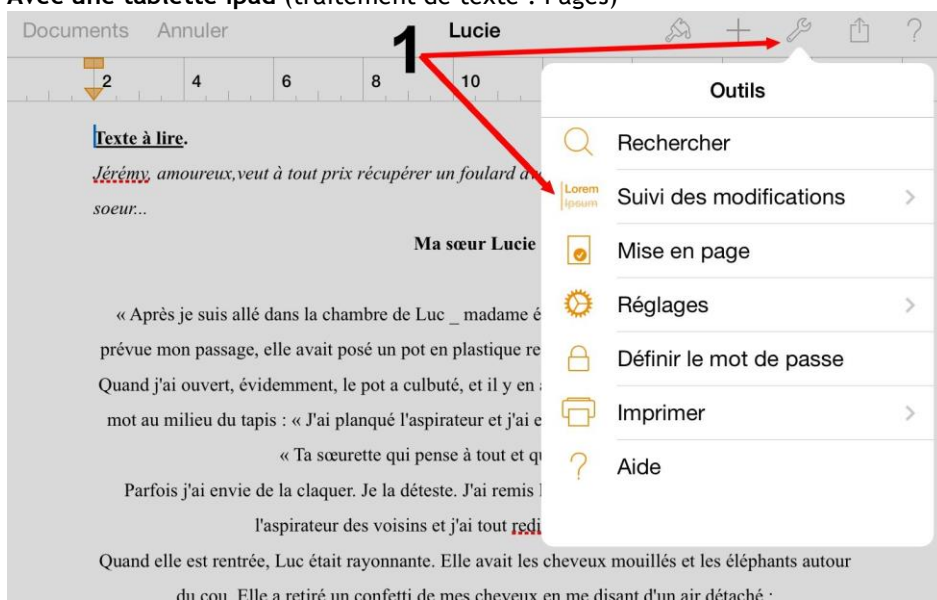 Avec une tablette Ipad (traitement de texte : Pages)
Documents Annuler 1 Lucie ?
2 4 6 8 10
Outils
Rechercher
Lorem
Ipsum
Suivi des modifications
Mise en page
Réglages
Définir le mot de passe
Imprimer
? Aide
Texte à lire.
Jérémy, amoureux,veut à tout prix récupérer un foulard
soeur...
Ma sœur Lucie
« Après je suis allé dans la chambre de Luc _ madame é
prévue mon passage, elle avait posé un pot en plastique re
Quand j'ai ouvert, évidemment, le pot a culbuté, et il y en
mot au milieu du tapis : « J'ai planqué l'aspirateur et j'ai e
« Ta sœurette qui pense à tout et qu
Parfois j'ai envie de la claquer. Je la déteste. J'ai remis
l'aspirateur des voisins et j'ai tout redi
Quand elle est rentrée, Luc était rayonnante. Elle avait les cheveux mouillés et les éléphants autour
du cou. Elle a retiré un confetti de mes cheveux en me disant d'un air détaché :